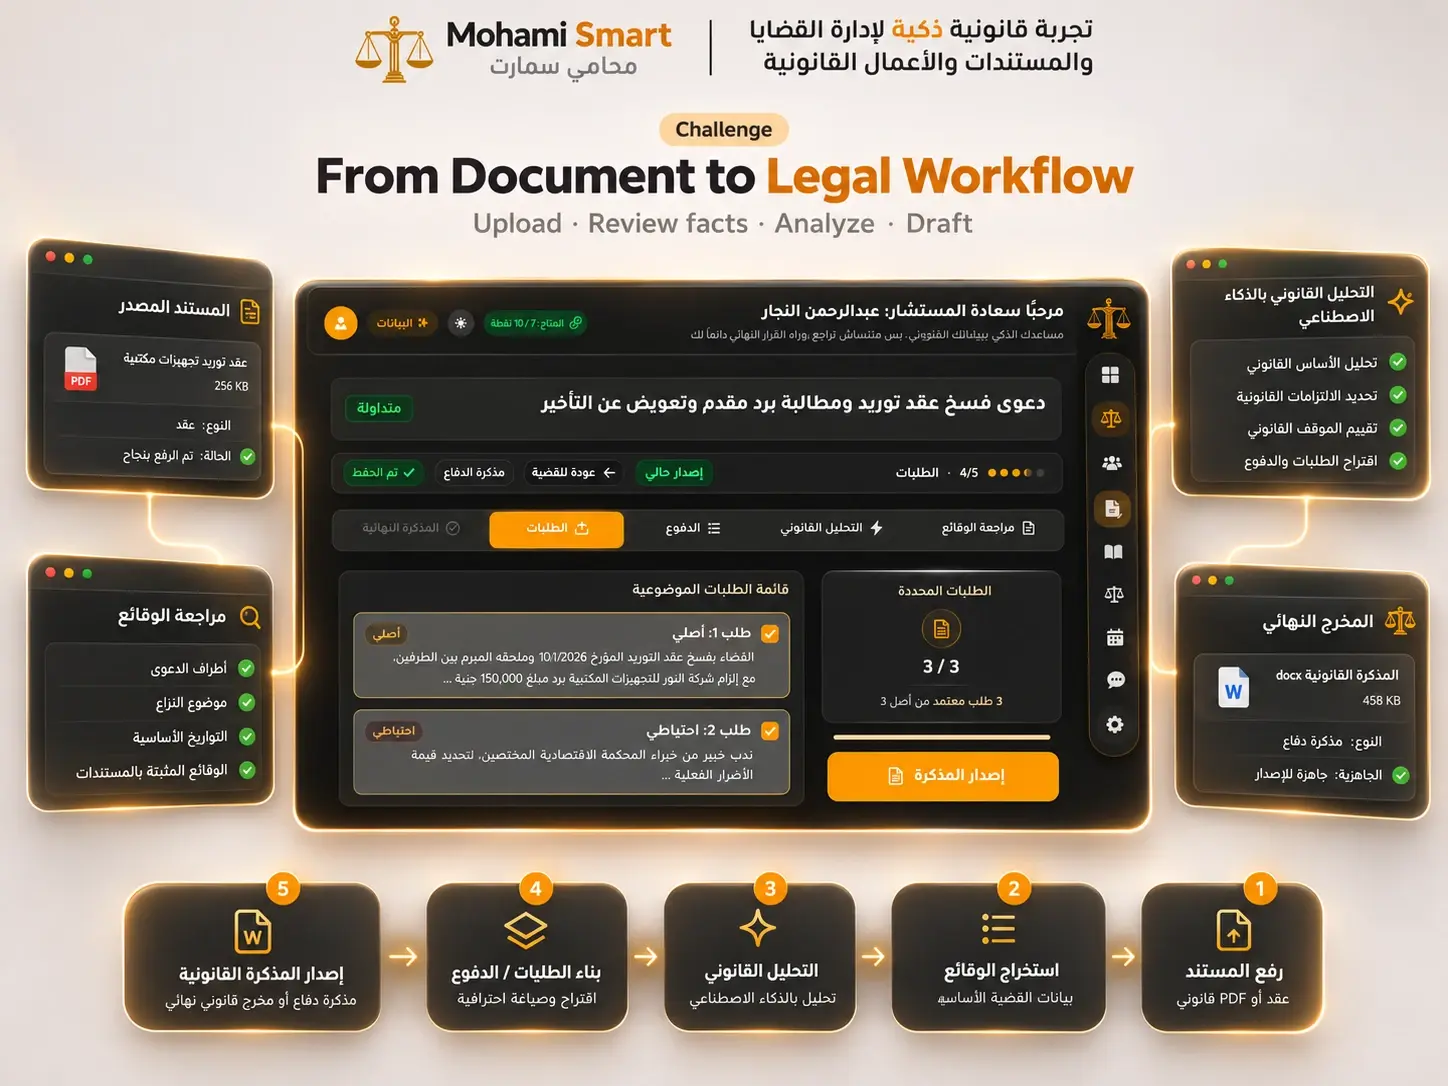 Mohami Smart
محامي سمارت
تجربة قانونية ذكية لإدارة القضايا
والمستندات والأعمال القانونية
Challenge
From Document to Legal Workflow
Upload · Review facts · Analyze · Draft
المستند المصدر
عقد توريد تجهيزات مكتبية
256 KB
PDF
النوع: عقد
الحالة: تم الرفع بنجاح
مراجعة الوقائع
أطراف الدعوى
موضوع النزاع
التواريخ الأساسية
الوقائع المثبتة بالمستندات
مرحبًا سعادة المستشار: عبدالرحمن النجار
مساعدك الذكي
المتاح: 7 / 10 نقطة
البيانات
دعوى فسخ عقد توريد ومطالبة برد مقدم وتعويض عن التأخير
متداولة
الطلبات · 4/5
إصدار حالي
عودة للقضية
مذكرة الدفاع
تم الحفظ
مراجعة الوقائع
التحليل القانوني
الدفوع
الطلبات
المذكرة النهائية
الطلبات المحددة
3 / 3
3 طلب معتمد من أصل 3
إصدار المذكرة
قائمة الطلبات الموضوعية
طلب 1: أصلي
أصلي
القضاء بفسخ عقد التوريد المؤرخ 10/1/2026 وملحقه المبرم بين الطرفين،
مع إلزام شركة النور للتجهيزات المكتبية برد مبلغ 150,000 جنية ...
طلب 2: احتياطي
احتياطي
ندب خبير من خبراء المحكمة الاقتصادية المختصين، لتحديد قيمة
الأضرار الفعلية ...
التحليل القانوني بالذكاء
الاصطناعي
تحليل الأساس القانوني
تحديد الالتزامات القانونية
تقييم الموقف القانوني
اقتراح الطلبات والدفوع
المخرج النهائي
المذكرة القانونية docx
458 KB
W
النوع: مذكرة دفاع
الجاهزية: جاهزة للإصدار
1
رفع المستند
عقد أو PDF قانوني
2
استخراج الوقائع
بيانات القضية الأساسية
3
التحليل القانوني
تحليل بالذكاء الاصطناعي
4
بناء الطلبات / الدفوع
اقتراح وصياغة احترافية
5
W
إصدار المذكرة القانونية
مذكرة دفاع أو مخرج قانوني نهائي